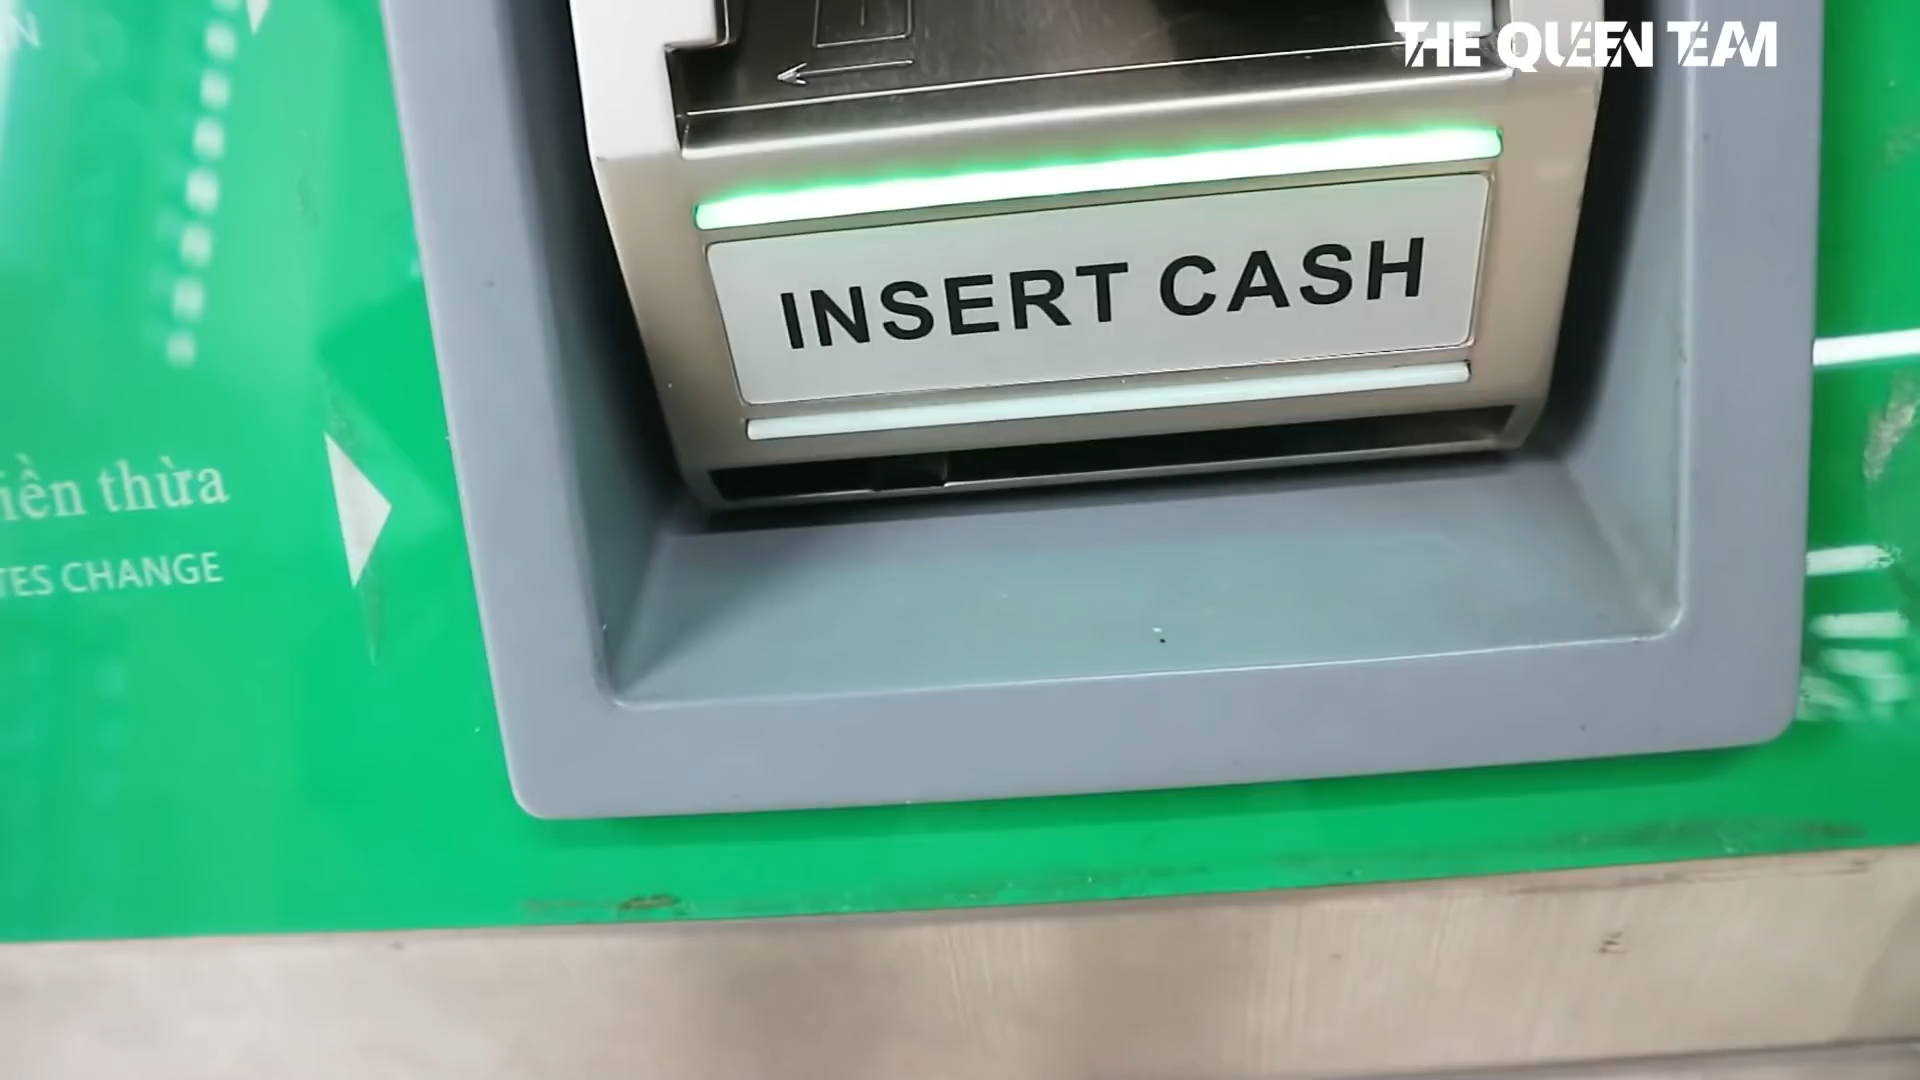 THE QUEEN TEAM
INSERT CASH
iền thừa
TES CHANGE